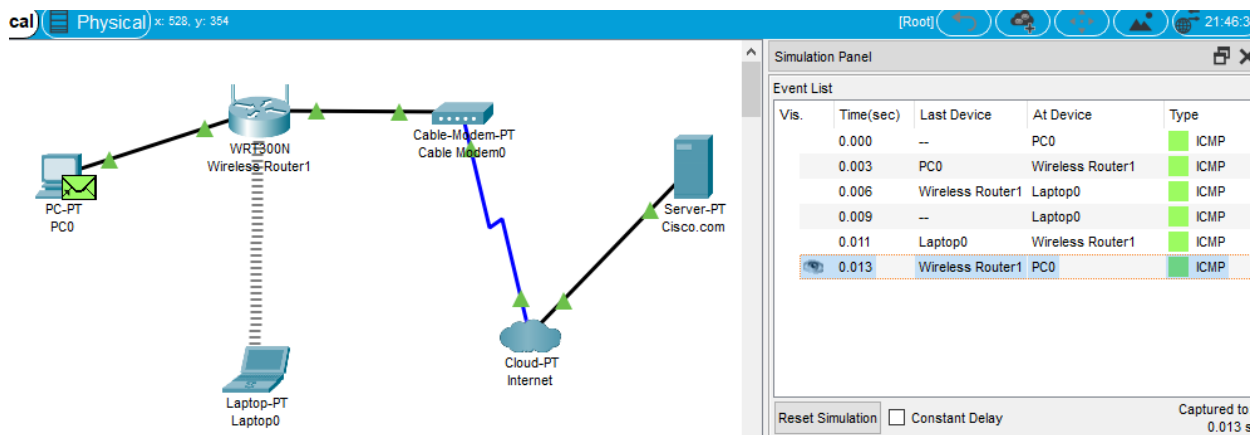 cal Physical x: 528, y: 354 [Root] 21:46:3
Simulation Panel
Event List
Vis. Time(sec) Last Device At Device Type
0.000 -- PC0 ICMP
0.003 PC0 Wireless Router1 ICMP
0.006 Wireless Router1 Laptop0 ICMP
0.009 -- Laptop0 ICMP
0.011 Laptop0 Wireless Router1 ICMP
0.013 Wireless Router1 PC0 ICMP
Reset Simulation Constant Delay Captured to
0.013 s
WRT300N
Wireless Router1
Cable-Modem-PT
Cable Modem0
PC-PT
PC0
Server-PT
Cisco.com
Cloud-PT
Internet
Laptop-PT
Laptop0